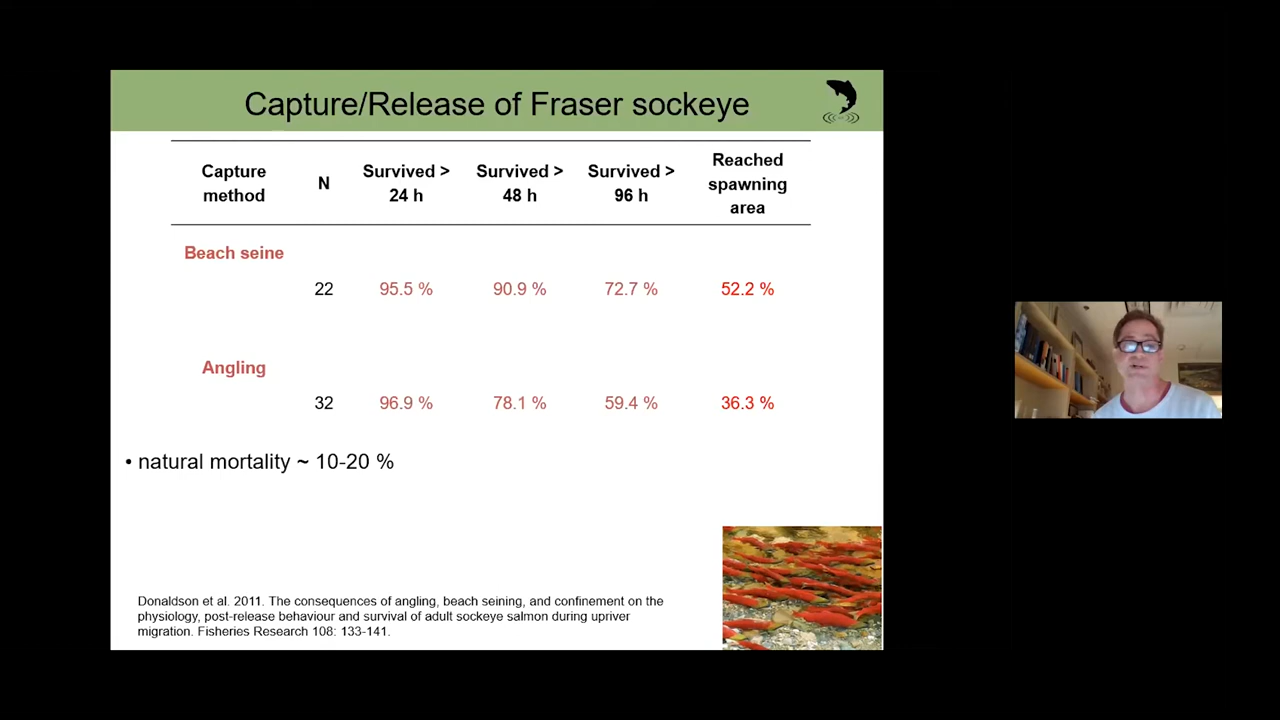 Capture/Release of Fraser sockeye
Capture method N Survived > 24 h Survived > 48 h Survived > 96 h Reached spawning area
Beach seine
22 95.5 % 90.9 % 72.7 % 52.2 %
Angling
32 96.9 % 78.1 % 59.4 % 36.3 %
• natural mortality ~ 10-20 %
Donaldson et al. 2011. The consequences of angling, beach seining, and confinement on the
physiology, post-release behaviour and survival of adult sockeye salmon during upriver
migration. Fisheries Research 108: 133-141.